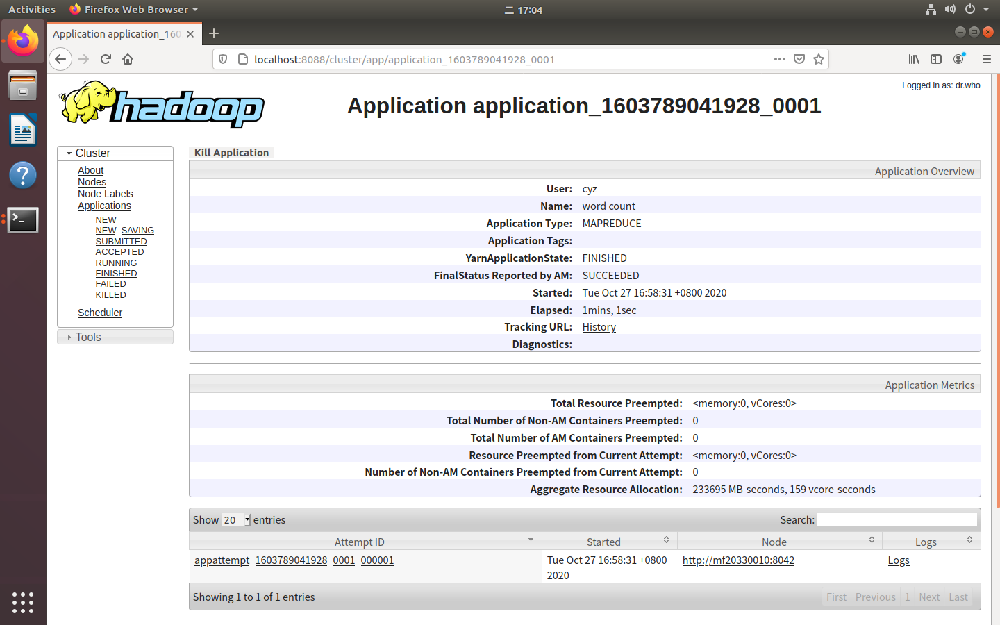 Activities
Firefox Web Browser
二 17:04
Application application_160
localhost:8088/cluster/app/application_1603789041928_0001
hadoop
Application application_1603789041928_0001
Logged in as: dr.who
Cluster
About
Nodes
Node Labels
Applications
NEW
NEW_SAVING
SUBMITTED
ACCEPTED
RUNNING
FINISHED
FAILED
KILLED
Scheduler
Tools
Kill Application
Application Overview
User: cyz
Name: word count
Application Type: MAPREDUCE
Application Tags:
YarnApplicationState: FINISHED
FinalStatus Reported by AM: SUCCEEDED
Started: Tue Oct 27 16:58:31 +0800 2020
Elapsed: 1mins, 1sec
Tracking URL: History
Diagnostics:
Application Metrics
Total Resource Preempted: <memory:0, vCores:0>
Total Number of Non-AM Containers Preempted: 0
Total Number of AM Containers Preempted: 0
Resource Preempted from Current Attempt: <memory:0, vCores:0>
Number of Non-AM Containers Preempted from Current Attempt: 0
Aggregate Resource Allocation: 233695 MB-seconds, 159 vcore-seconds
Show 20 entries
Search:
Attempt ID Started Node Logs
appattempt_1603789041928_0001_000001 Tue Oct 27 16:58:31 +0800 http://mf20330010:8042 Logs
2020
Showing 1 to 1 of 1 entries
First Previous 1 Next Last